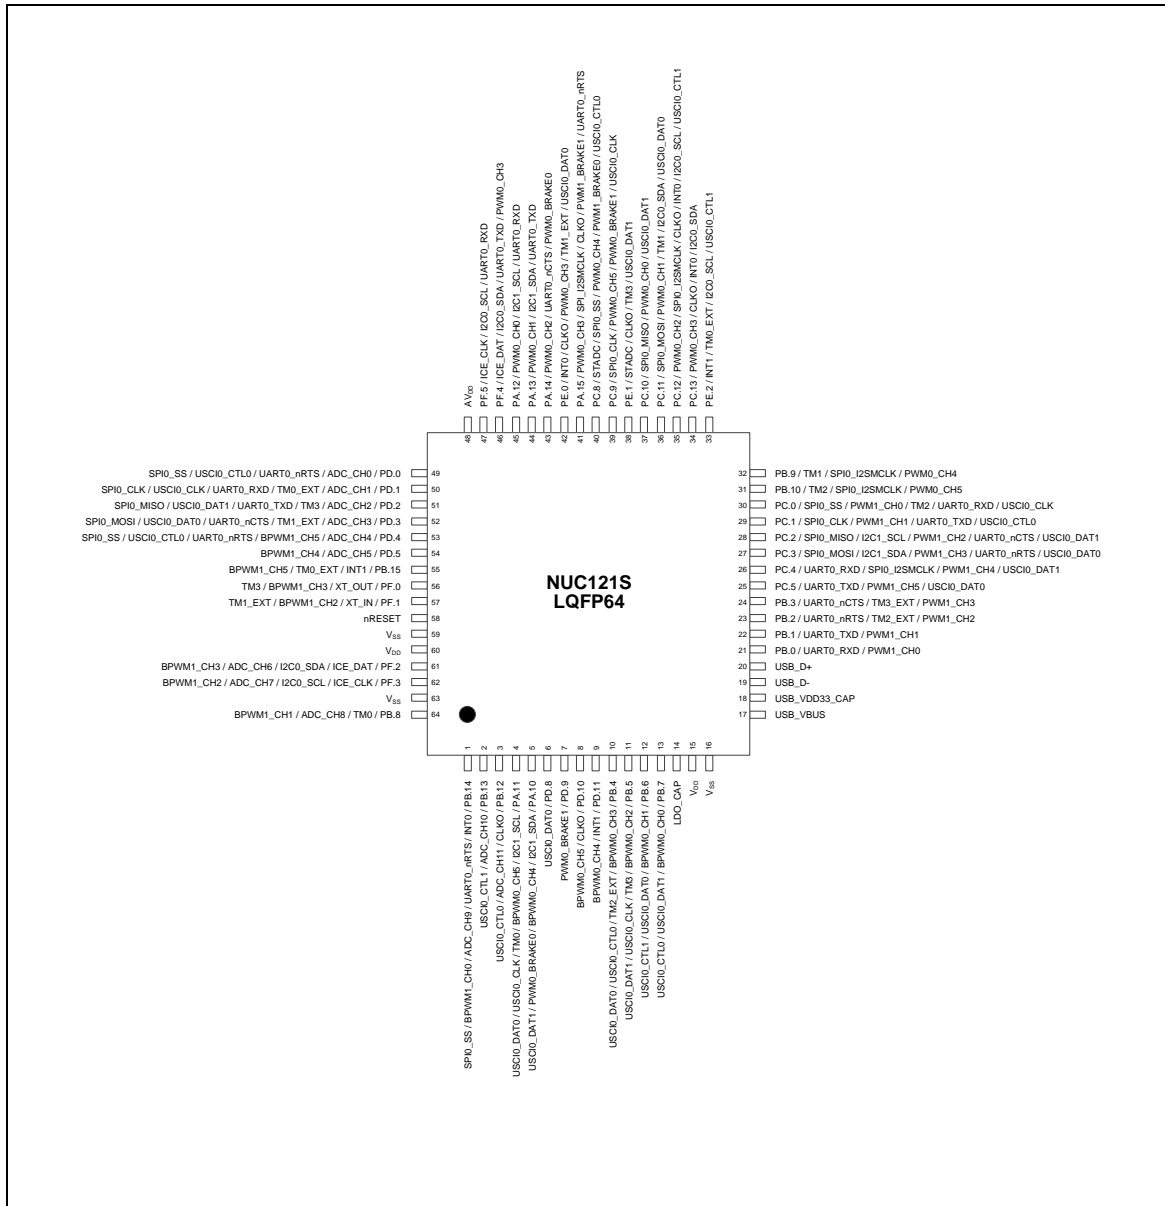 AVDD
PF.5 / ICE_CLK / I2C0_SCL / UART0_RXD
PF.4 / ICE_DAT / I2C0_SDA / UART0_TXD / PWM0_CH3
PA.12 / PWM0_CH0 / I2C1_SCL / UART0_RXD
PA.13 / PWM0_CH1 / I2C1_SDA / UART0_TXD
PA.14 / PWM0_CH2 / UART0_nCTS / PWM0_BRAKE0
PE.0 / INT0 / CLKO / PWM0_CH3 / TM1_EXT / USCI0_DAT0
PA.15 / PWM0_CH3 / SPI_I2SMCLK / CLKO / PWM1_BRAKE1 / UART0_nRTS
PC.8 / STADC / SPI0_SS / PWM0_CH4 / PWM1_BRAKE0 / USCI0_CTL0
PC.9 / SPI0_CLK / PWM0_CH5 / PWM0_BRAKE1 / USCI0_CLK
PE.1 / STADC / CLKO / TM3 / USCI0_DAT1
PC.10 / SPI0_MISO / PWM0_CH0 / USCI0_DAT1
PC.11 / SPI0_MOSI / PWM0_CH1 / TM1 / I2C0_SDA / USCI0_DAT0
PC.12 / PWM0_CH2 / SPI0_I2SMCLK / CLKO / INT0 / I2C0_SCL / USCI0_CTL1
PC.13 / PWM0_CH3 / CLKO / INT0 / I2C0_SDA
PE.2 / INT1 / TM0_EXT / I2C0_SCL / USCI0_CTL1
48 47 46 45 44 43 42 41 40 39 38 37 36 35 34 33
SPI0_SS / USCI0_CTL0 / UART0_nRTS / ADC_CH0 / PD.0 49
SPI0_CLK / USCI0_CLK / UART0_RXD / TM0_EXT / ADC_CH1 / PD.1 50
SPI0_MISO / USCI0_DAT1 / UART0_TXD / TM3 / ADC_CH2 / PD.2 51
SPI0_MOSI / USCI0_DAT0 / UART0_nCTS / TM1_EXT / ADC_CH3 / PD.3 52
SPI0_SS / USCI0_CTL0 / UART0_nRTS / BPWM1_CH5 / ADC_CH4 / PD.4 53
BPWM1_CH4 / ADC_CH5 / PD.5 54
BPWM1_CH5 / TM0_EXT / INT1 / PB.15 55
TM3 / BPWM1_CH3 / XT_OUT / PF.0 56
TM1_EXT / BPWM1_CH2 / XT_IN / PF.1 57
nRESET 58
VSS 59
VDD 60
BPWM1_CH3 / ADC_CH6 / I2C0_SDA / ICE_DAT / PF.2 61
BPWM1_CH2 / ADC_CH7 / I2C0_SCL / ICE_CLK / PF.3 62
VSS 63
BPWM1_CH1 / ADC_CH8 / TM0 / PB.8 64
NUC121S
LQFP64
32 PB.9 / TM1 / SPI0_I2SMCLK / PWM0_CH4
31 PB.10 / TM2 / SPI0_I2SMCLK / PWM0_CH5
30 PC.0 / SPI0_SS / PWM1_CH0 / TM2 / UART0_RXD / USCI0_CLK
29 PC.1 / SPI0_CLK / PWM1_CH1 / UART0_TXD / USCI0_CTL0
28 PC.2 / SPI0_MISO / I2C1_SCL / PWM1_CH2 / UART0_nCTS / USCI0_DAT1
27 PC.3 / SPI0_MOSI / I2C1_SDA / PWM1_CH3 / UART0_nRTS / USCI0_DAT0
26 PC.4 / UART0_RXD / SPI0_I2SMCLK / PWM1_CH4 / USCI0_DAT1
25 PC.5 / UART0_TXD / PWM1_CH5 / USCI0_DAT0
24 PB.3 / UART0_nCTS / TM3_EXT / PWM1_CH3
23 PB.2 / UART0_nRTS / TM2_EXT / PWM1_CH2
22 PB.1 / UART0_TXD / PWM1_CH1
21 PB.0 / UART0_RXD / PWM1_CH0
20 USB_D+
19 USB_D-
18 USB_VDD33_CAP
17 USB_VBUS
1 2 3 4 5 6 7 8 9 10 11 12 13 14 15 16
SPI0_SS / BPWM1_CH0 / ADC_CH9 / UART0_nRTS / INT0 / PB.14
USCI0_CTL1 / ADC_CH10 / PB.13
USCI0_CTL0 / ADC_CH11 / CLKO / PB.12
USCI0_DAT0 / USCI0_CLK / TM0 / BPWM0_CH5 / I2C1_SCL / PA.11
USCI0_DAT1 / PWM0_BRAKE0 / BPWM0_CH4 / I2C1_SDA / PA.10
USCI0_DAT0 / PD.8
PWM0_BRAKE1 / PD.9
BPWM0_CH5 / CLKO / PD.10
BPWM0_CH4 / INT1 / PD.11
USCI0_DAT0 / USCI0_CTL0 / TM2_EXT / BPWM0_CH3 / PB.4
USCI0_DAT1 / USCI0_CLK / TM3 / BPWM0_CH2 / PB.5
USCI0_CTL1 / USCI0_DAT0 / BPWM0_CH1 / PB.6
USCI0_CTL0 / USCI0_DAT1 / BPWM0_CH0 / PB.7
LDO_CAP
VDD
VSS